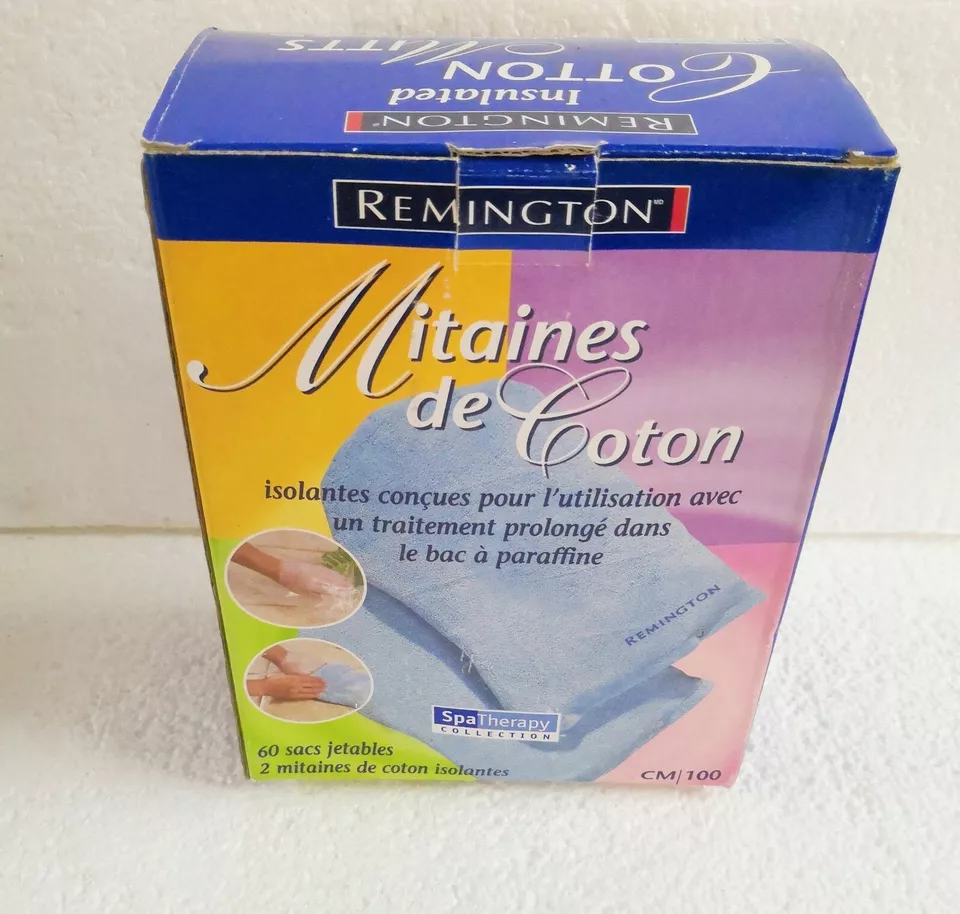 REMINGTON®
Insulated
COTTON
MITTS
REMINGTON MD
Mitaines
de Coton
isolantes conçues pour l'utilisation avec
un traitement prolongé dans
le bac à paraffine
REMINGTON
SpaTherapy
COLLECTION
60 sacs jetables
2 mitaines de coton isolantes
CM|100